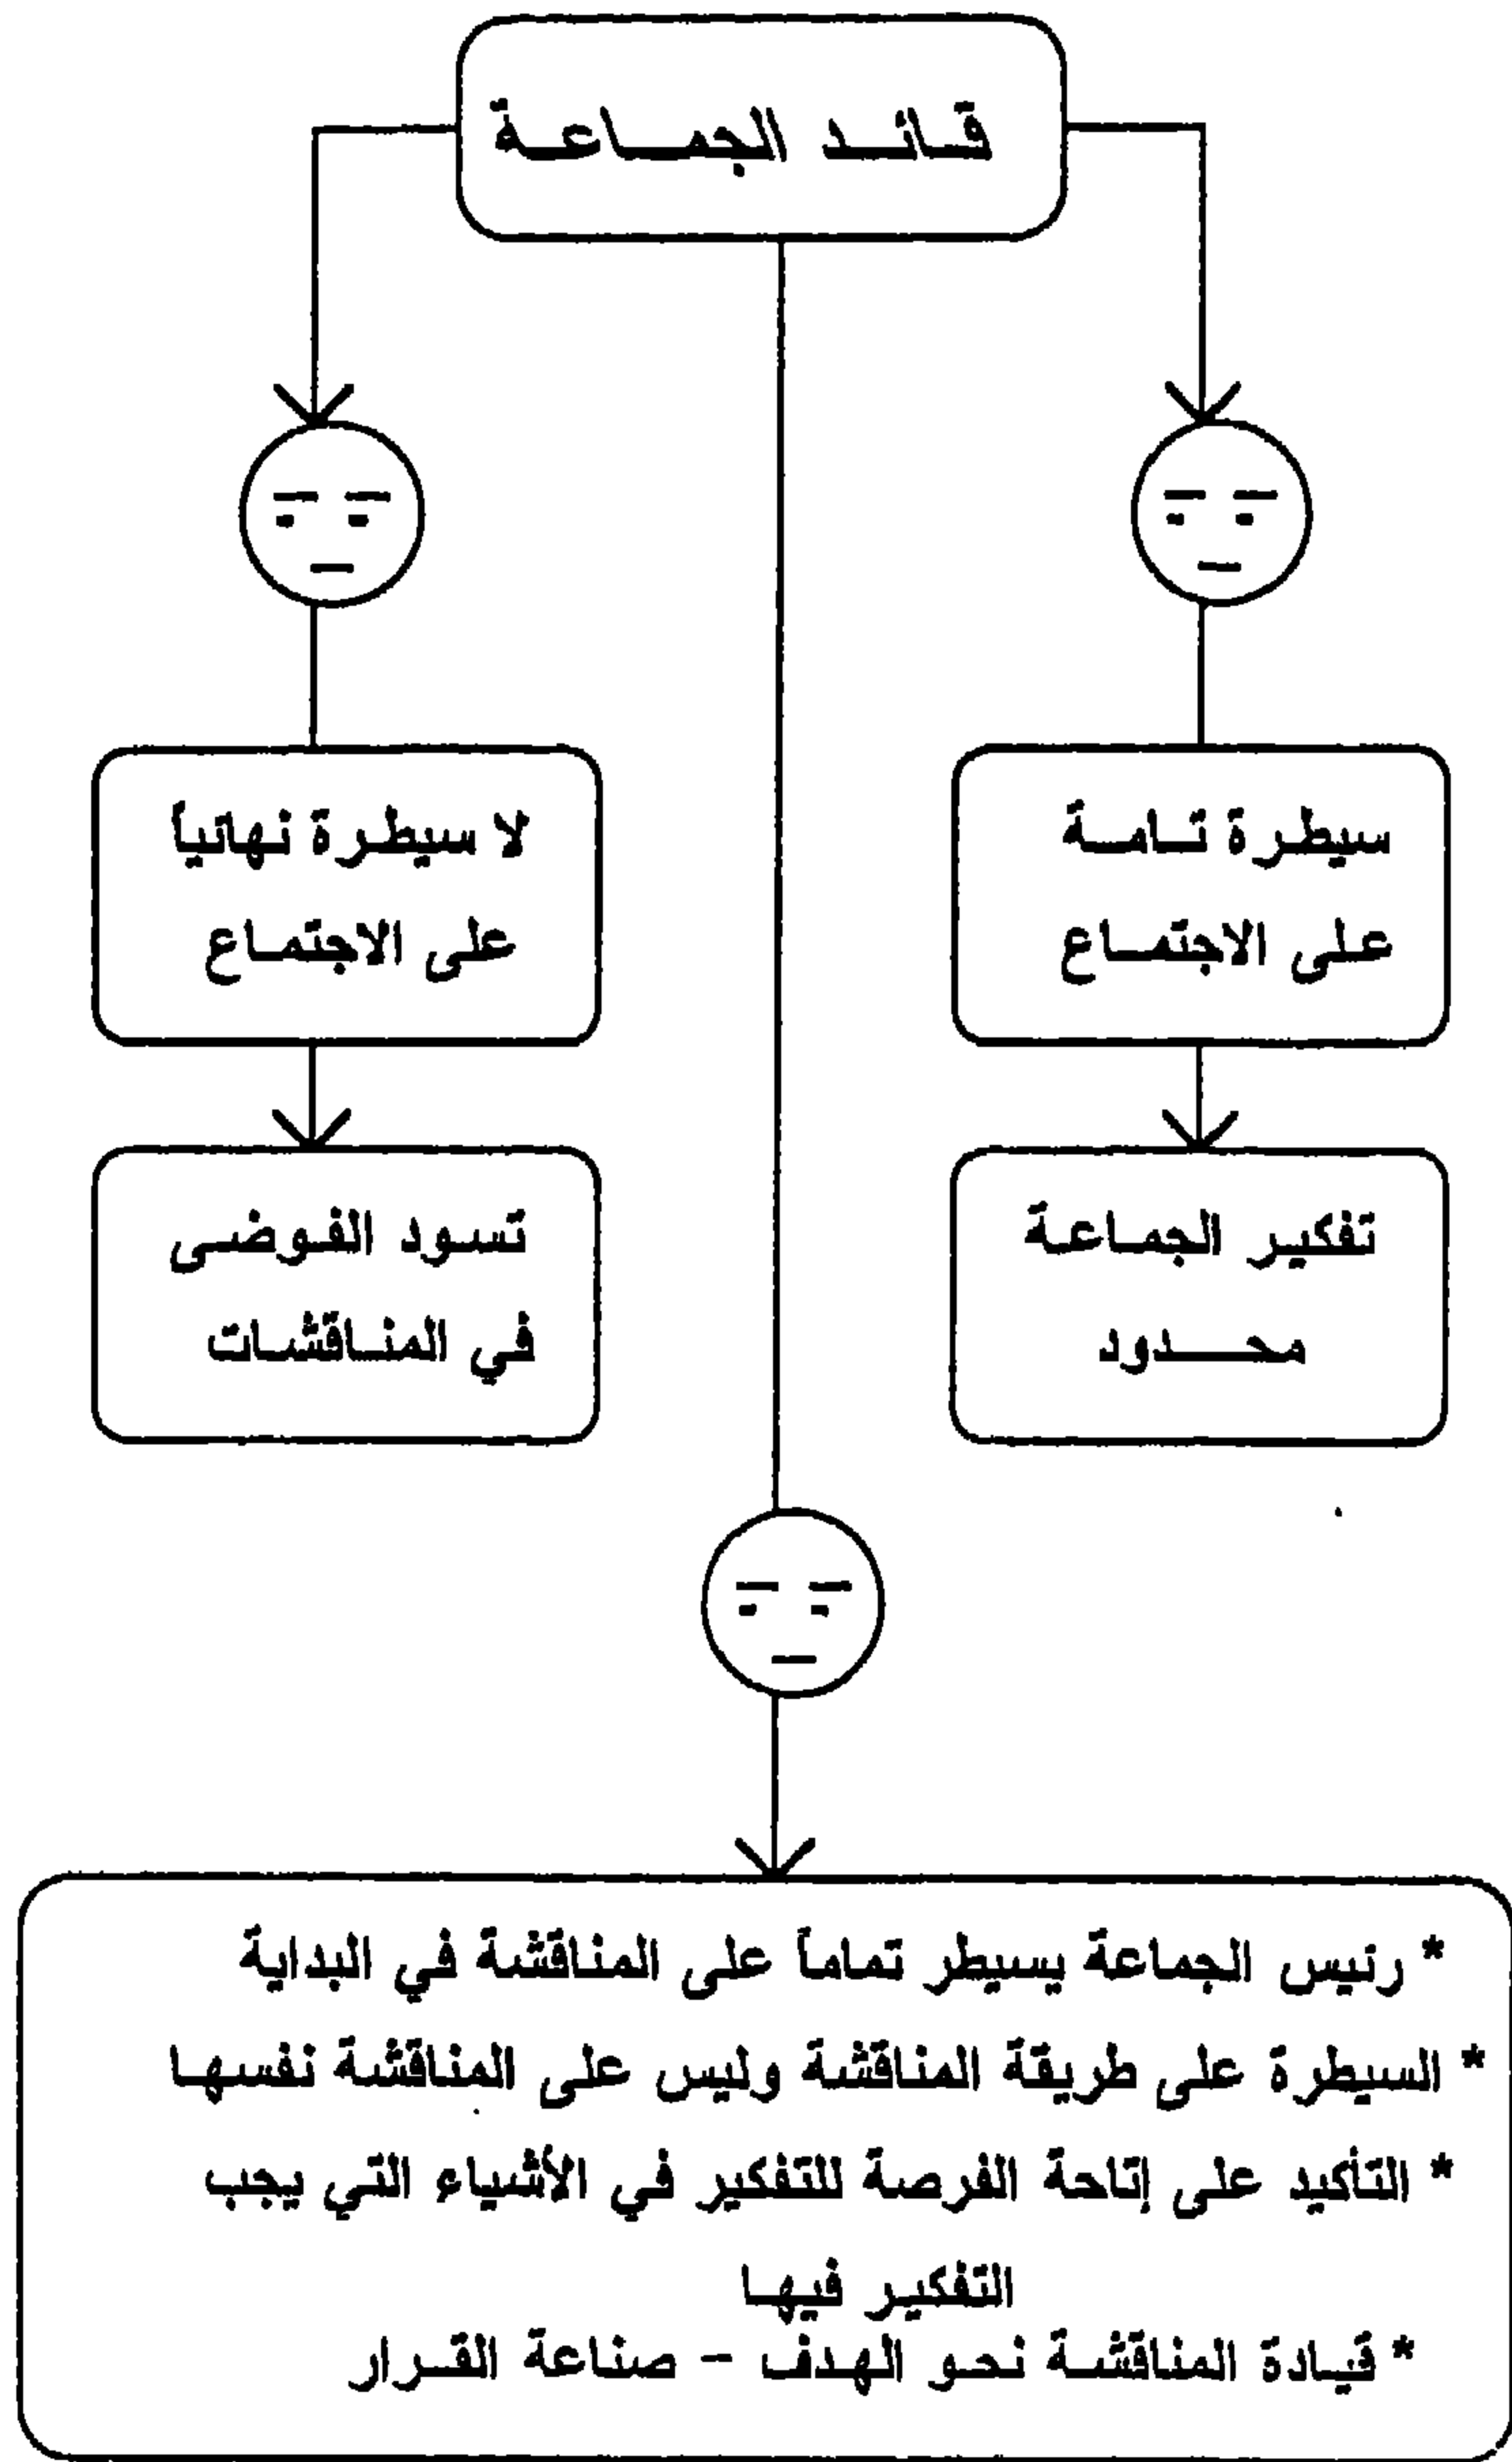 قائد الجماعة
سيطرة تامة
على الاجتماع
لا سيطرة نهائيا
على الاجتماع
تفكير الجماعة
محدود
تسود الفوضى
في المناقشات
* رئيس الجماعة يسيطر تماماً على المناقشة في البداية
* السيطرة على طريقة المناقشة وليس على المناقشة نفسها
* التأكيد على إتاحة الفرصة للتفكير في الأشياء التي يجب
التفكير فيها
* قيادة المناقشة نحو الهدف - صناعة القرار